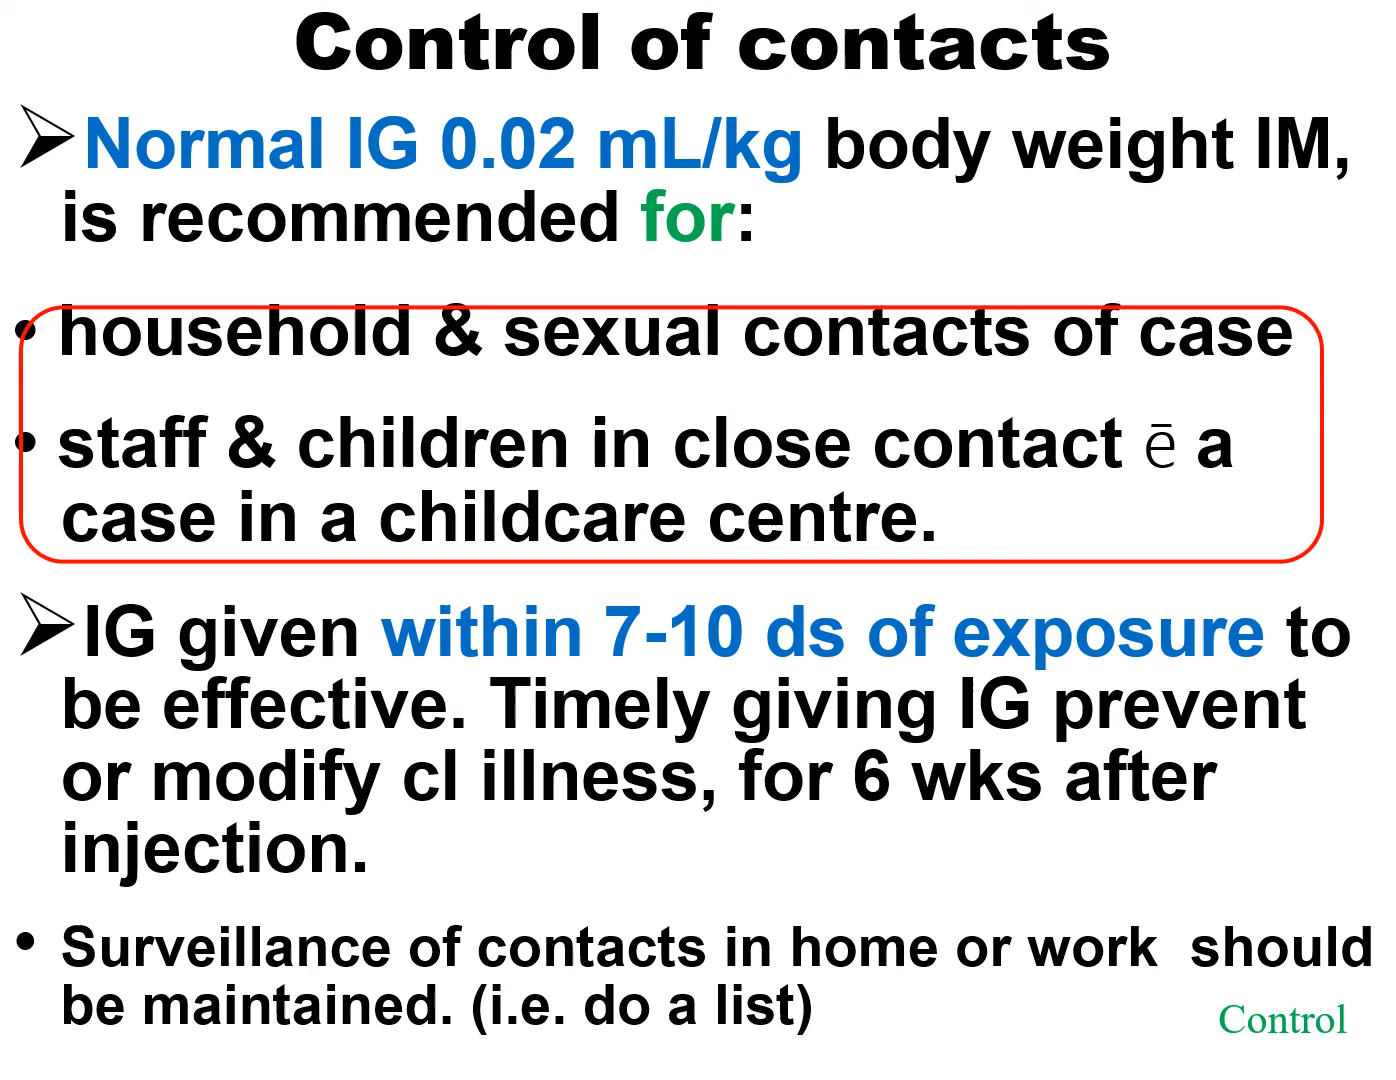 Control of contacts
➢Normal IG 0.02 mL/kg body weight IM,
is recommended for:
• household & sexual contacts of case
• staff & children in close contact ē a
case in a childcare centre.
➢IG given within 7-10 ds of exposure to
be effective. Timely giving IG prevent
or modify cl illness, for 6 wks after
injection.
• Surveillance of contacts in home or work should
be maintained. (i.e. do a list)
Control